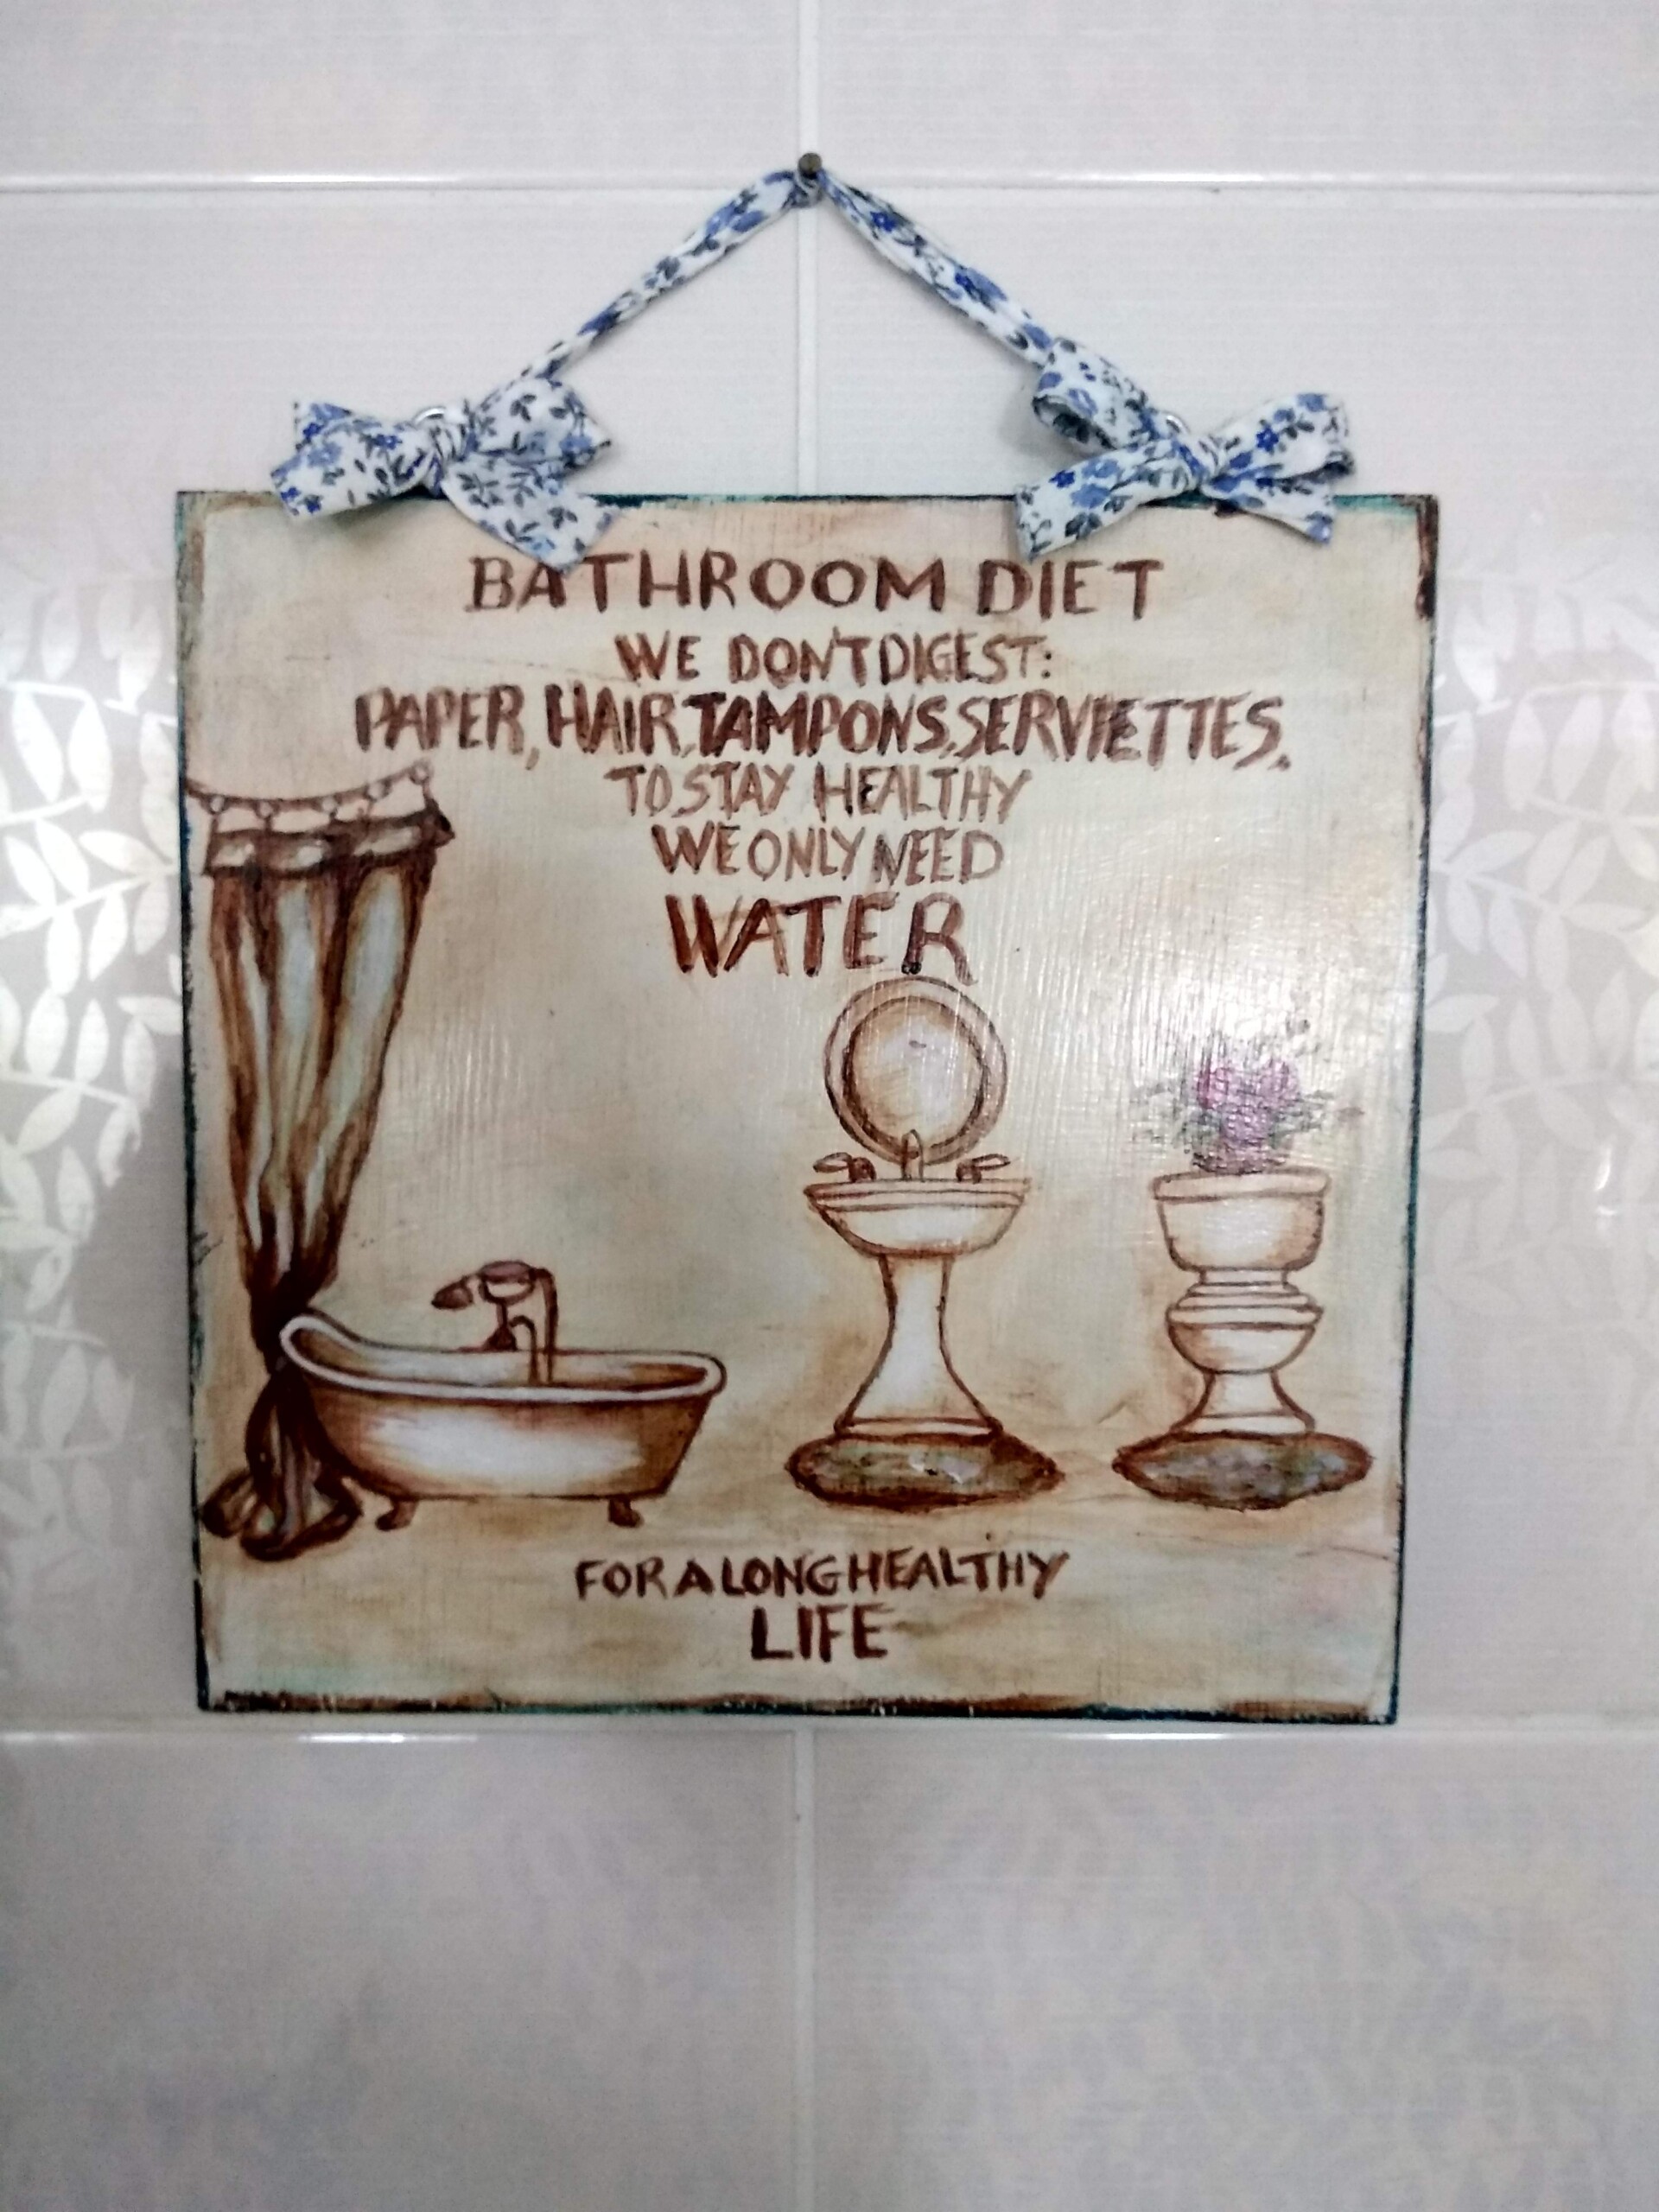 BATHROOM DIET
WE DON'T DIGEST:
PAPER, HAIR, TAMPONS, SERVIETTES.
TO STAY HEALTHY
WE ONLY NEED
WATER
FOR A LONG HEALTHY
LIFE